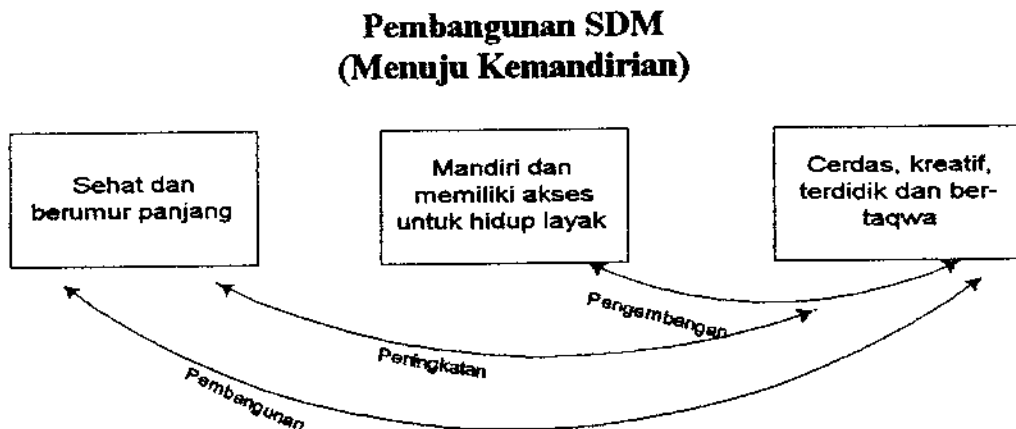 Pembangunan SDM
(Menuju Kemandirian)
Sehat dan
berumur panjang
Mandiri dan
memiliki akses
untuk hidup layak
Cerdas, kreatif,
terdidik dan ber-
taqwa
Pengembangan
Peningkatan
Pembangunan